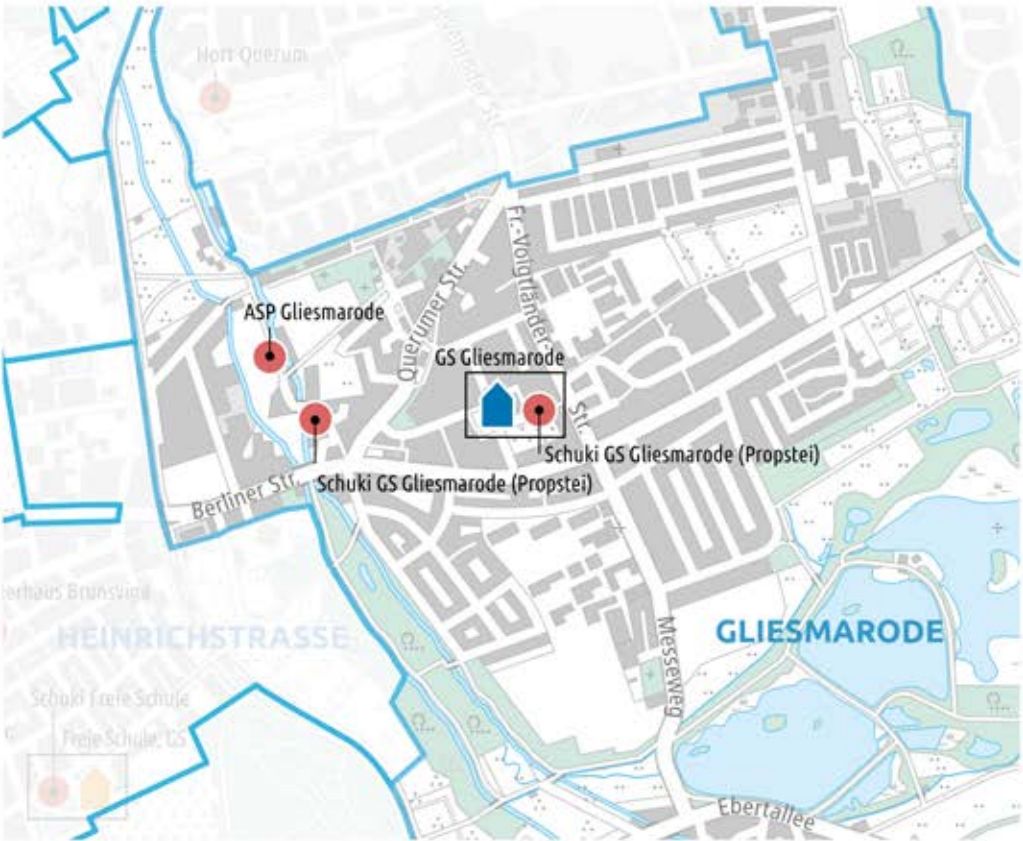 Hort Querum
ASP Gliesmarode
Querumer Str.
Fr.-Voigtländer-
Str.
GS Gliesmarode
Schuki GS Gliesmarode (Propstei)
Schuki GS Gliesmarode (Propstei)
Berliner Str.
HEINRICHSTRASSE
GLIESMARODE
Messeweg
Schuki Freie Schule
Freie Schule, GS
Ebertallee